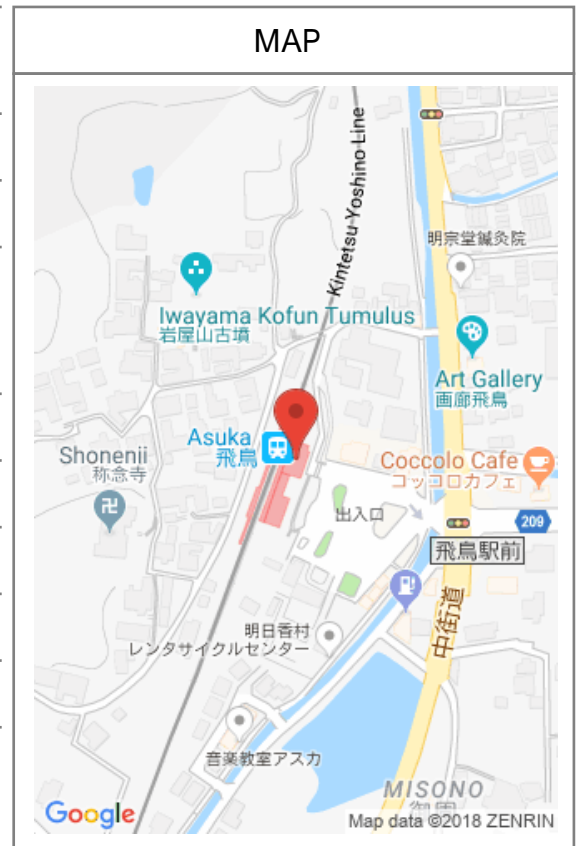 MAP
Kintetsu-Yoshino Line
明宗堂鍼灸院
Iwayama Kofun Tumulus
岩屋山古墳
Art Gallery
画廊飛鳥
Asuka
飛鳥
Shonenii
称念寺
Coccolo Cafe
コッコロカフェ
卍
出入口
209
飛鳥駅前
中街道
明日香村
レンタサイクルセンター
音楽教室アスカ
MISONO
御園
Google
Map data ©2018 ZENRIN